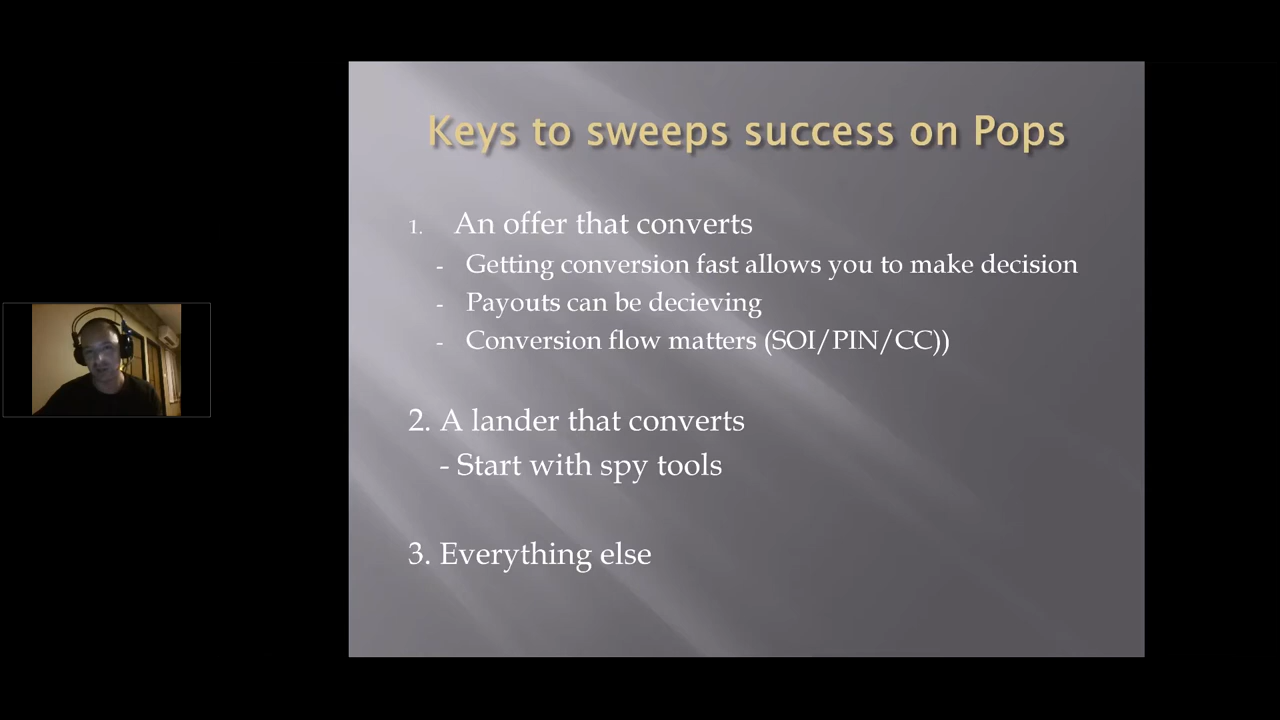 Keys to sweeps success on Pops
1. An offer that converts
- Getting conversion fast allows you to make decision
- Payouts can be decieving
- Conversion flow matters (SOI/PIN/CC))
2. A lander that converts
- Start with spy tools
3. Everything else